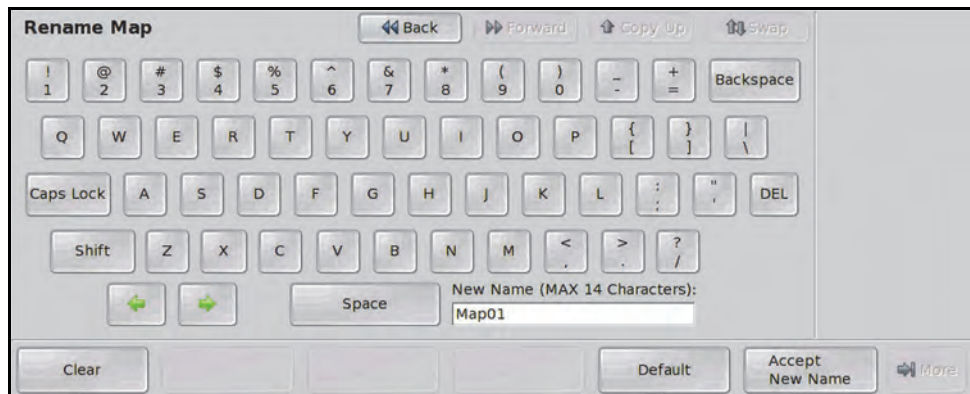 Rename Map Back Forward Copy Up Swap
! @ # $ % ^ & * ( ) _ +
1 2 3 4 5 6 7 8 9 0 - = Backspace
Q W E R T Y U I O P { [ } ] | \
Caps Lock A S D F G H J K L : ; " ' DEL
Shift Z X C V B N M < , > . ? /
Space New Name (MAX 14 Characters):
Map01
Clear Default Accept New Name More